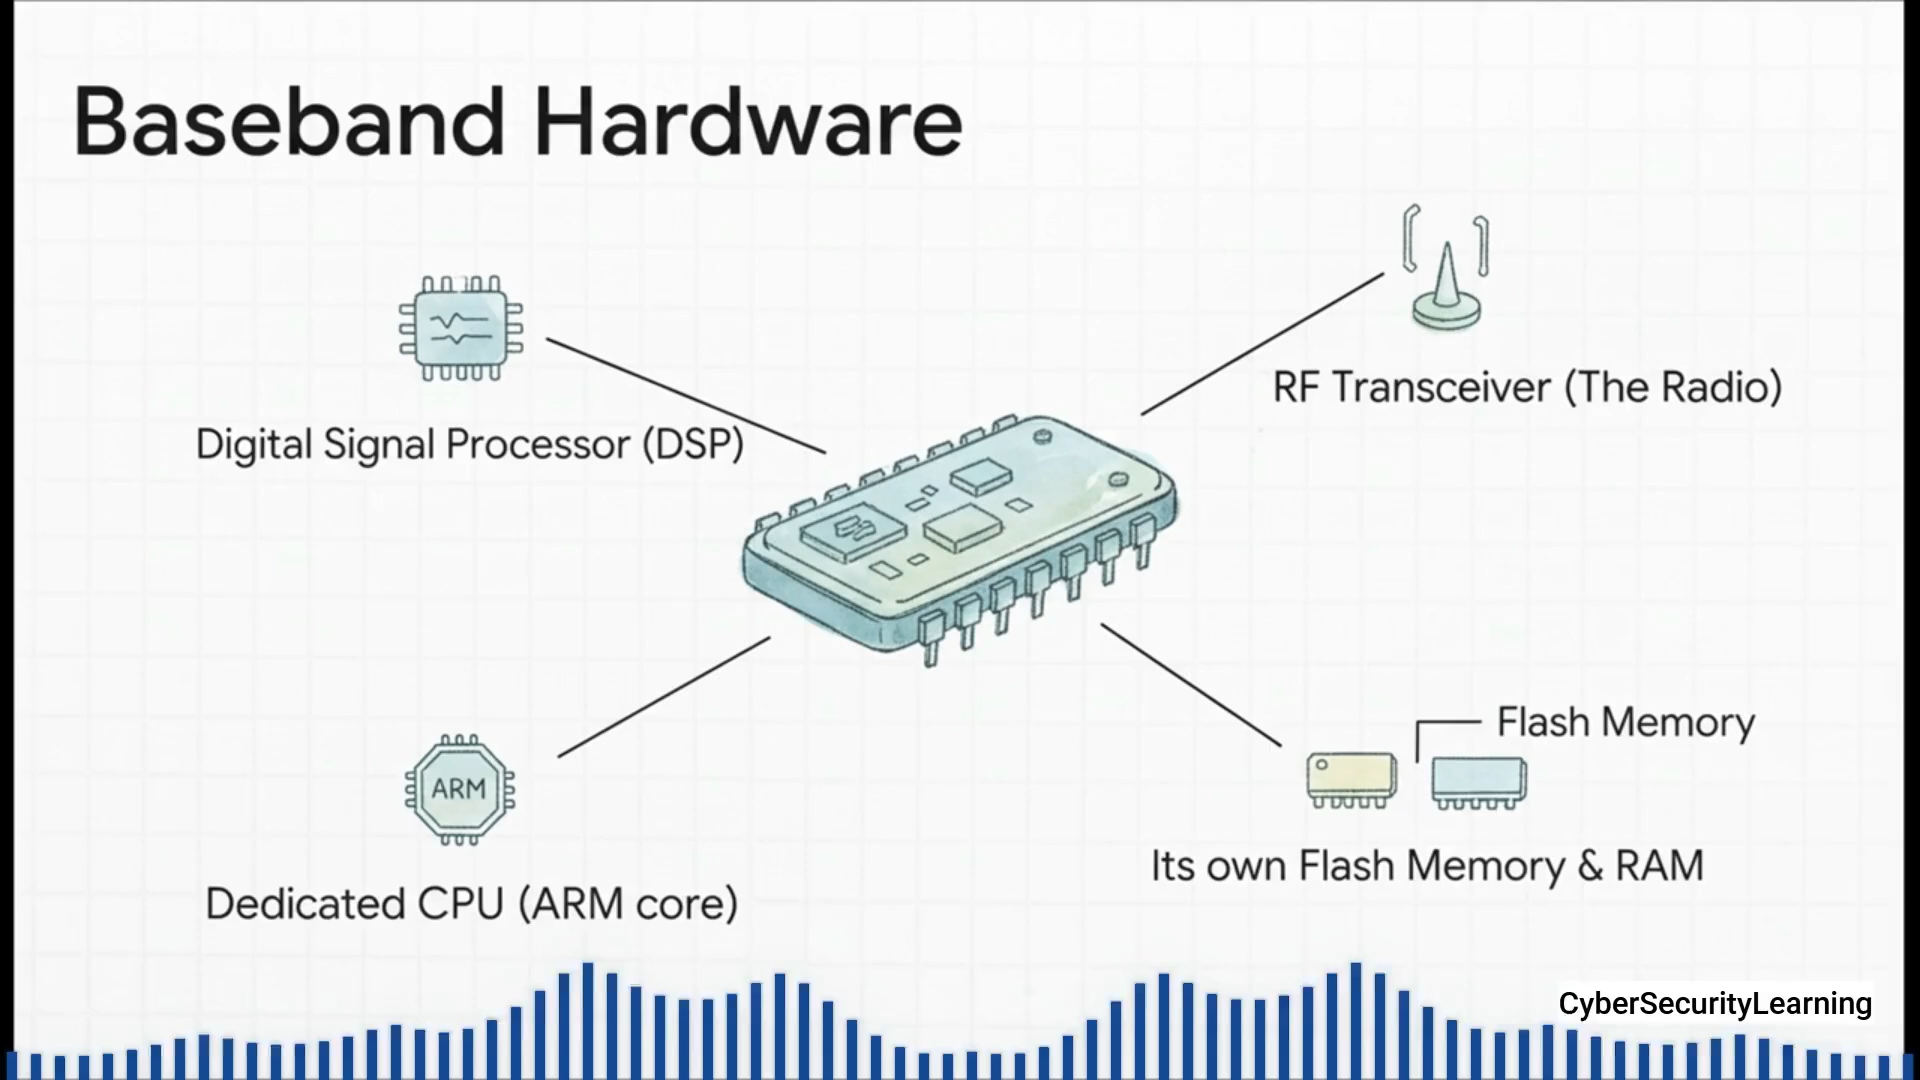 Baseband Hardware
RF Transceiver (The Radio)
Digital Signal Processor (DSP)
Flash Memory
ARM
Its own Flash Memory & RAM
Dedicated CPU (ARM core)
CyberSecurityLearning